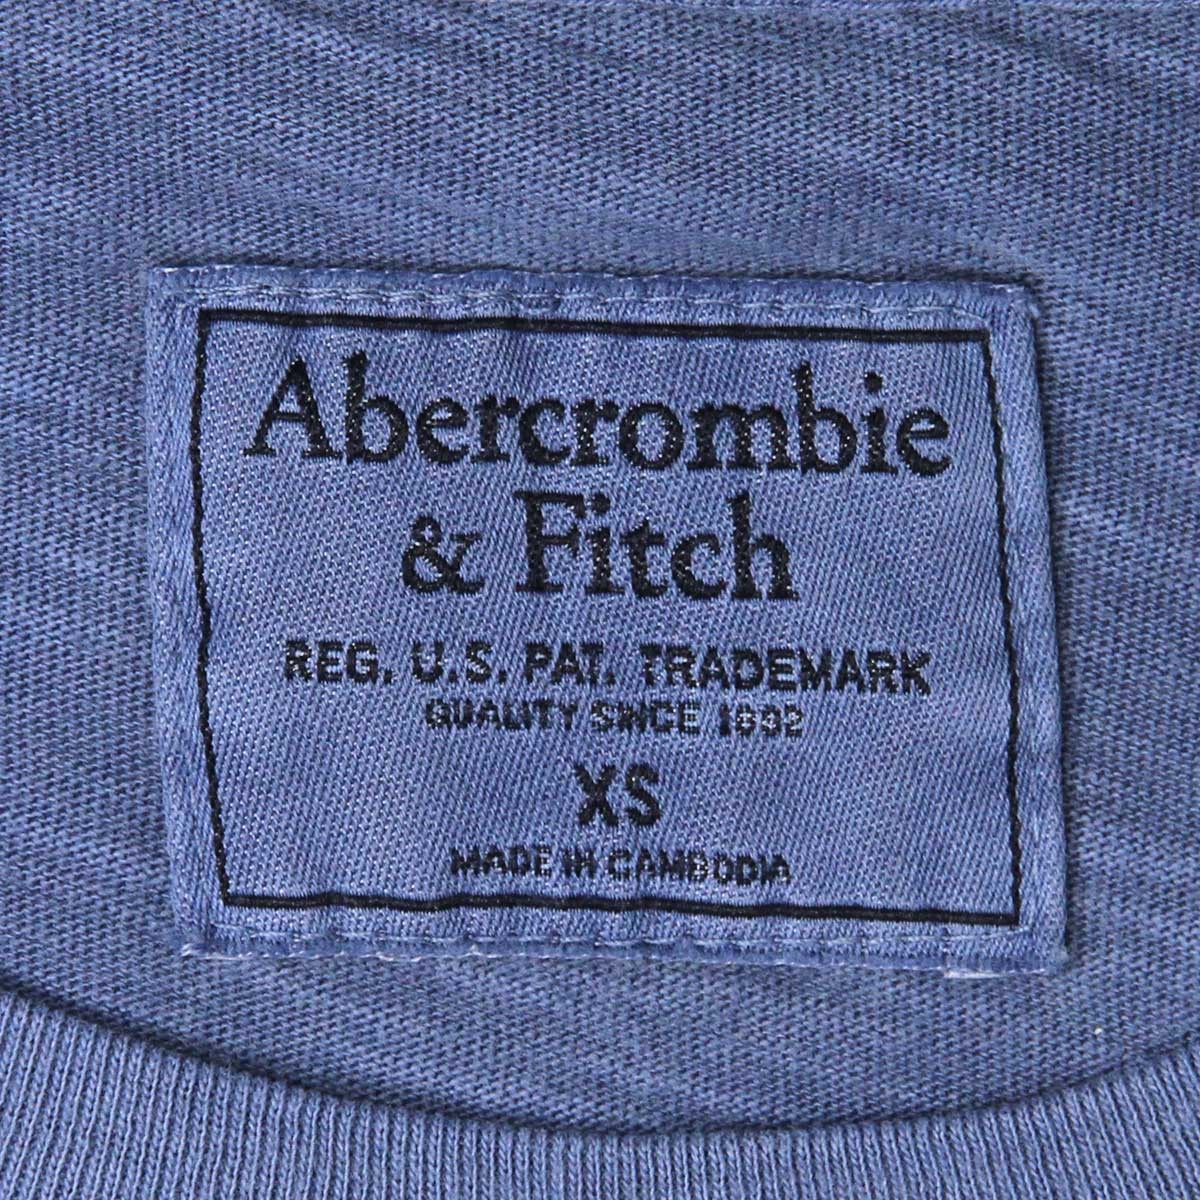 Abercrombie
& Fitch
REG. U.S. PAT. TRADEMARK
QUALITY SINCE 1892
XS
MADE IN CAMBODIA